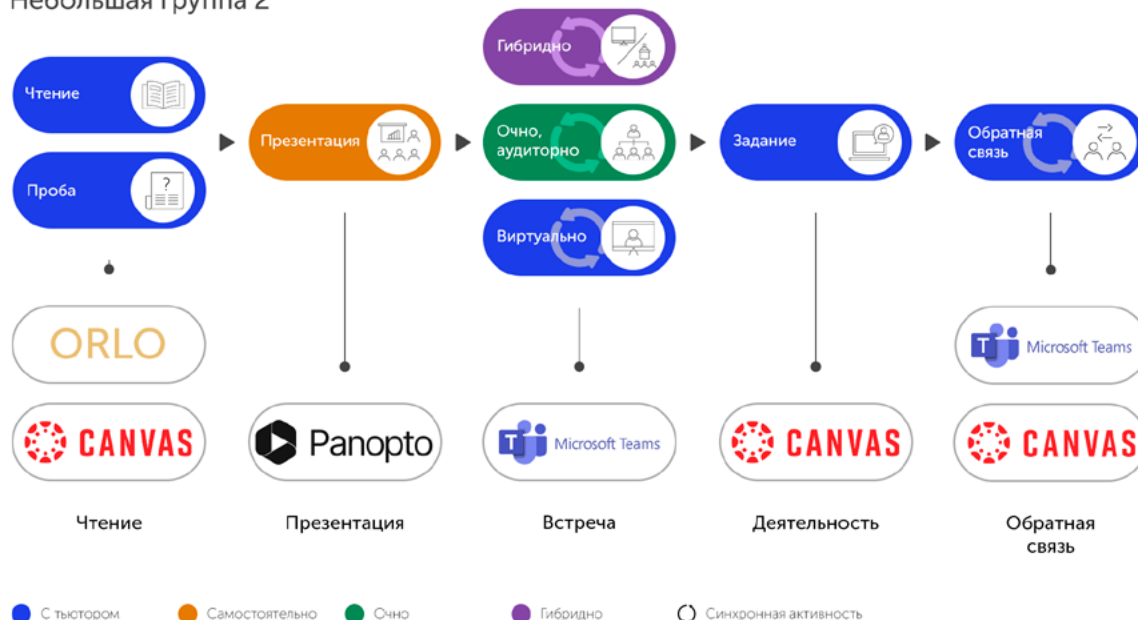 Небольшая группа 2
Чтение
Проба
Презентация
Гибридно
Очно,
аудиторно
Виртуально
Задание
Обратная
связь
?
ORLO
CANVAS
Panopto
T Microsoft Teams
CANVAS
T Microsoft Teams
CANVAS
Чтение
Презентация
Встреча
Деятельность
Обратная
связь
С тьютором
Самостоятельно
Очно
Гибридно
Синхронная активность